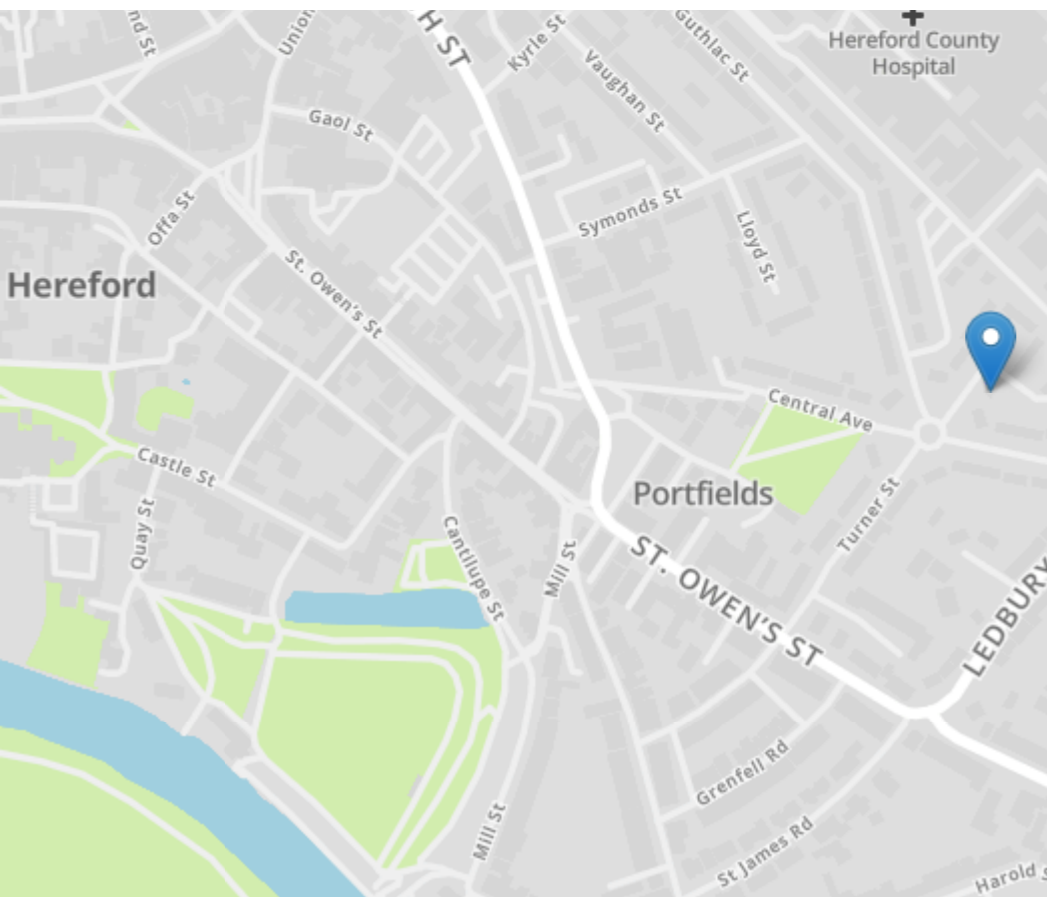 nd St
Union
H ST
Kyrle St
Guthlac St
Hereford County
Hospital
Vaughan St
Gaol St
Offa St
Symonds St
Lloyd St
St. Owen's St
Hereford
Central Ave
Castle St
Portfields
Turner St
Quay St
Cantilupe St
Mill St
ST. OWEN'S ST
LEDBURY
Grenfell Rd
St James Rd
Mill St
Harold S